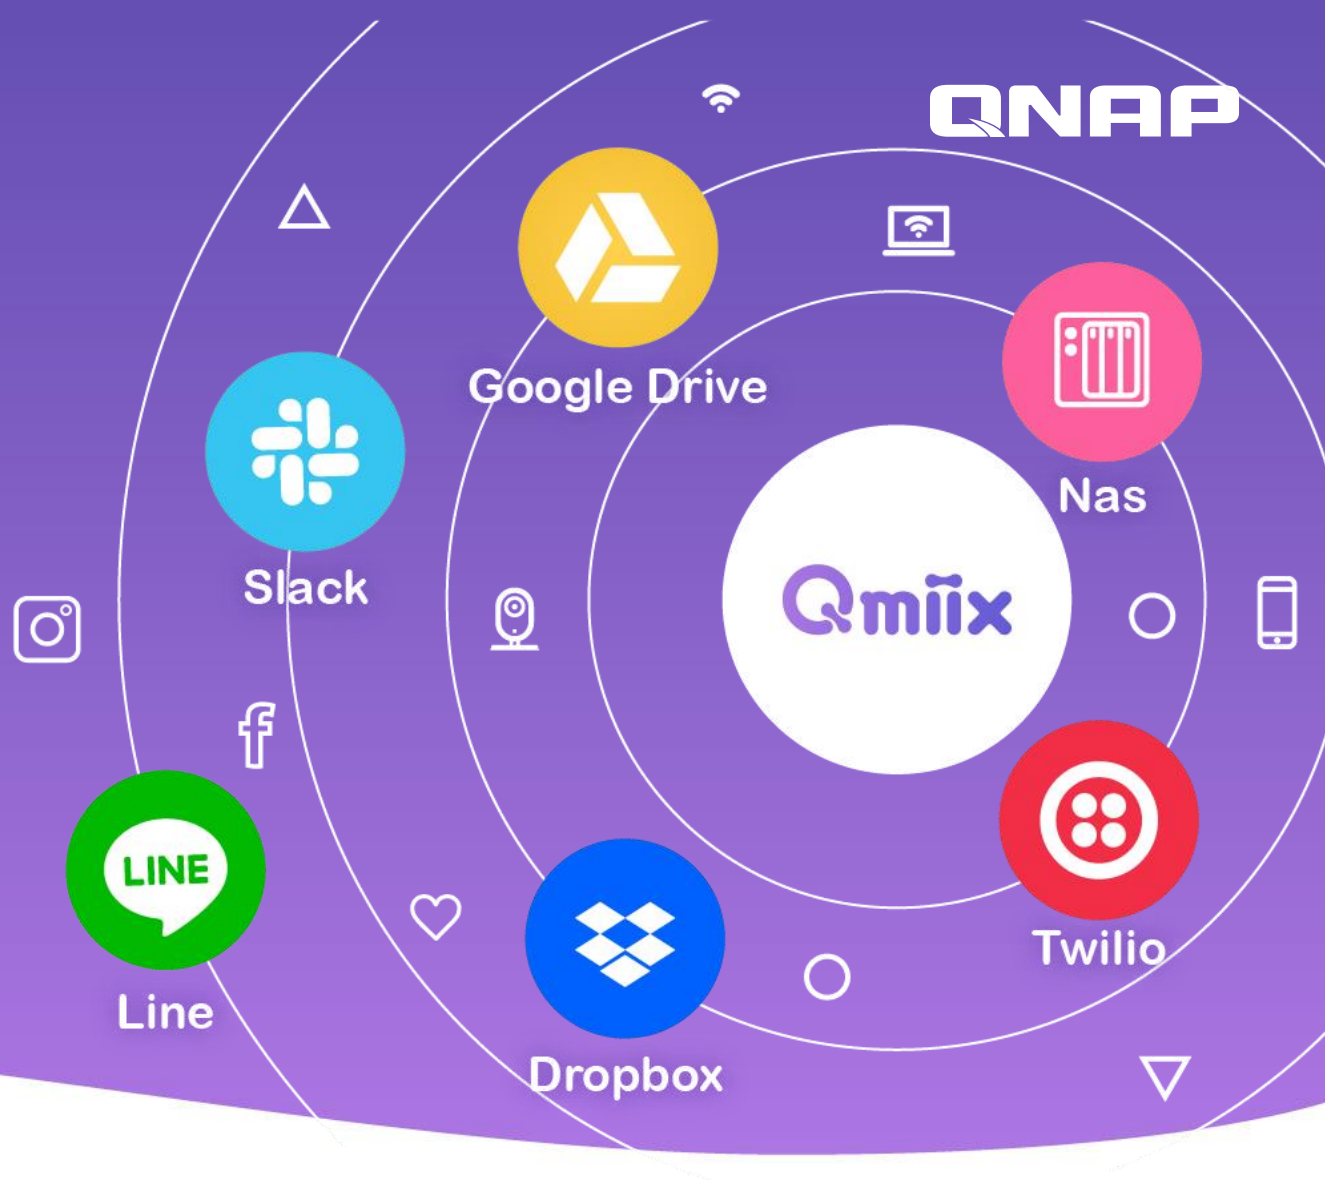 QNAP
Google Drive
Nas
Slack
Qmiix
LINE
Line
Twilio
Dropbox